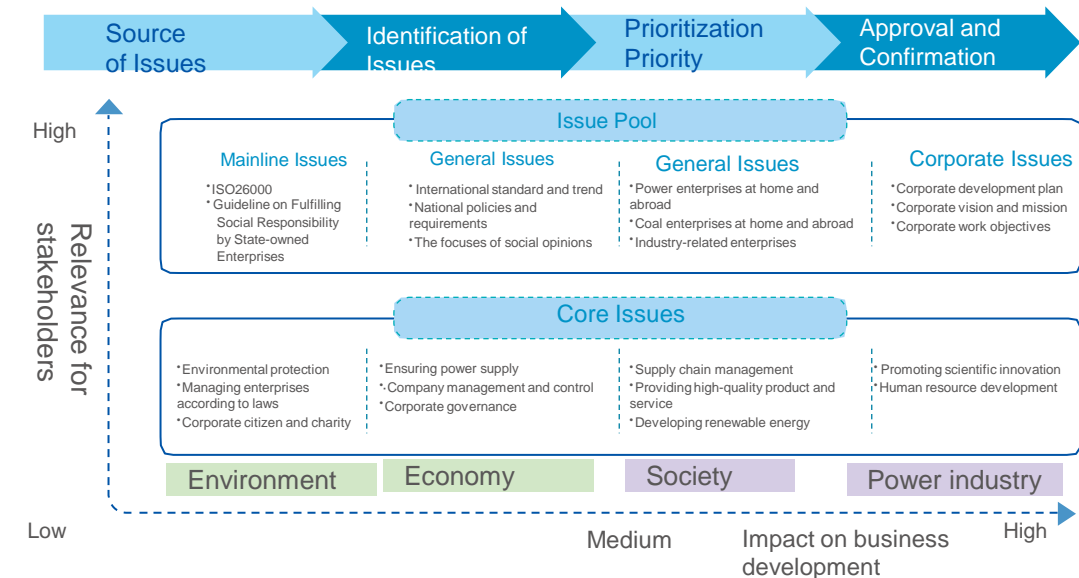 Source
of Issues
Identification of
Issues
Prioritization
Priority
Approval and
Confirmation
High
Issue Pool
Mainline Issues
•ISO26000
•Guideline on Fulfilling
Social Responsibility
by State-owned
Enterprises
General Issues
•International standard and trend
•National policies and
requirements
•The focuses of social opinions
General Issues
•Power enterprises at home and
abroad
•Coal enterprises at home and abroad
•Industry-related enterprises
Corporate Issues
•Corporate development plan
•Corporate vision and mission
•Corporate work objectives
Relevance for
stakeholders
Core Issues
•Environmental protection
•Managing enterprises
according to laws
•Corporate citizen and charity
•Ensuring power supply
•Company management and control
•Corporate governance
•Supply chain management
•Providing high-quality product and
service
•Developing renewable energy
•Promoting scientific innovation
•Human resource development
Environment
Economy
Society
Power industry
Low
Medium
Impact on business
development
High